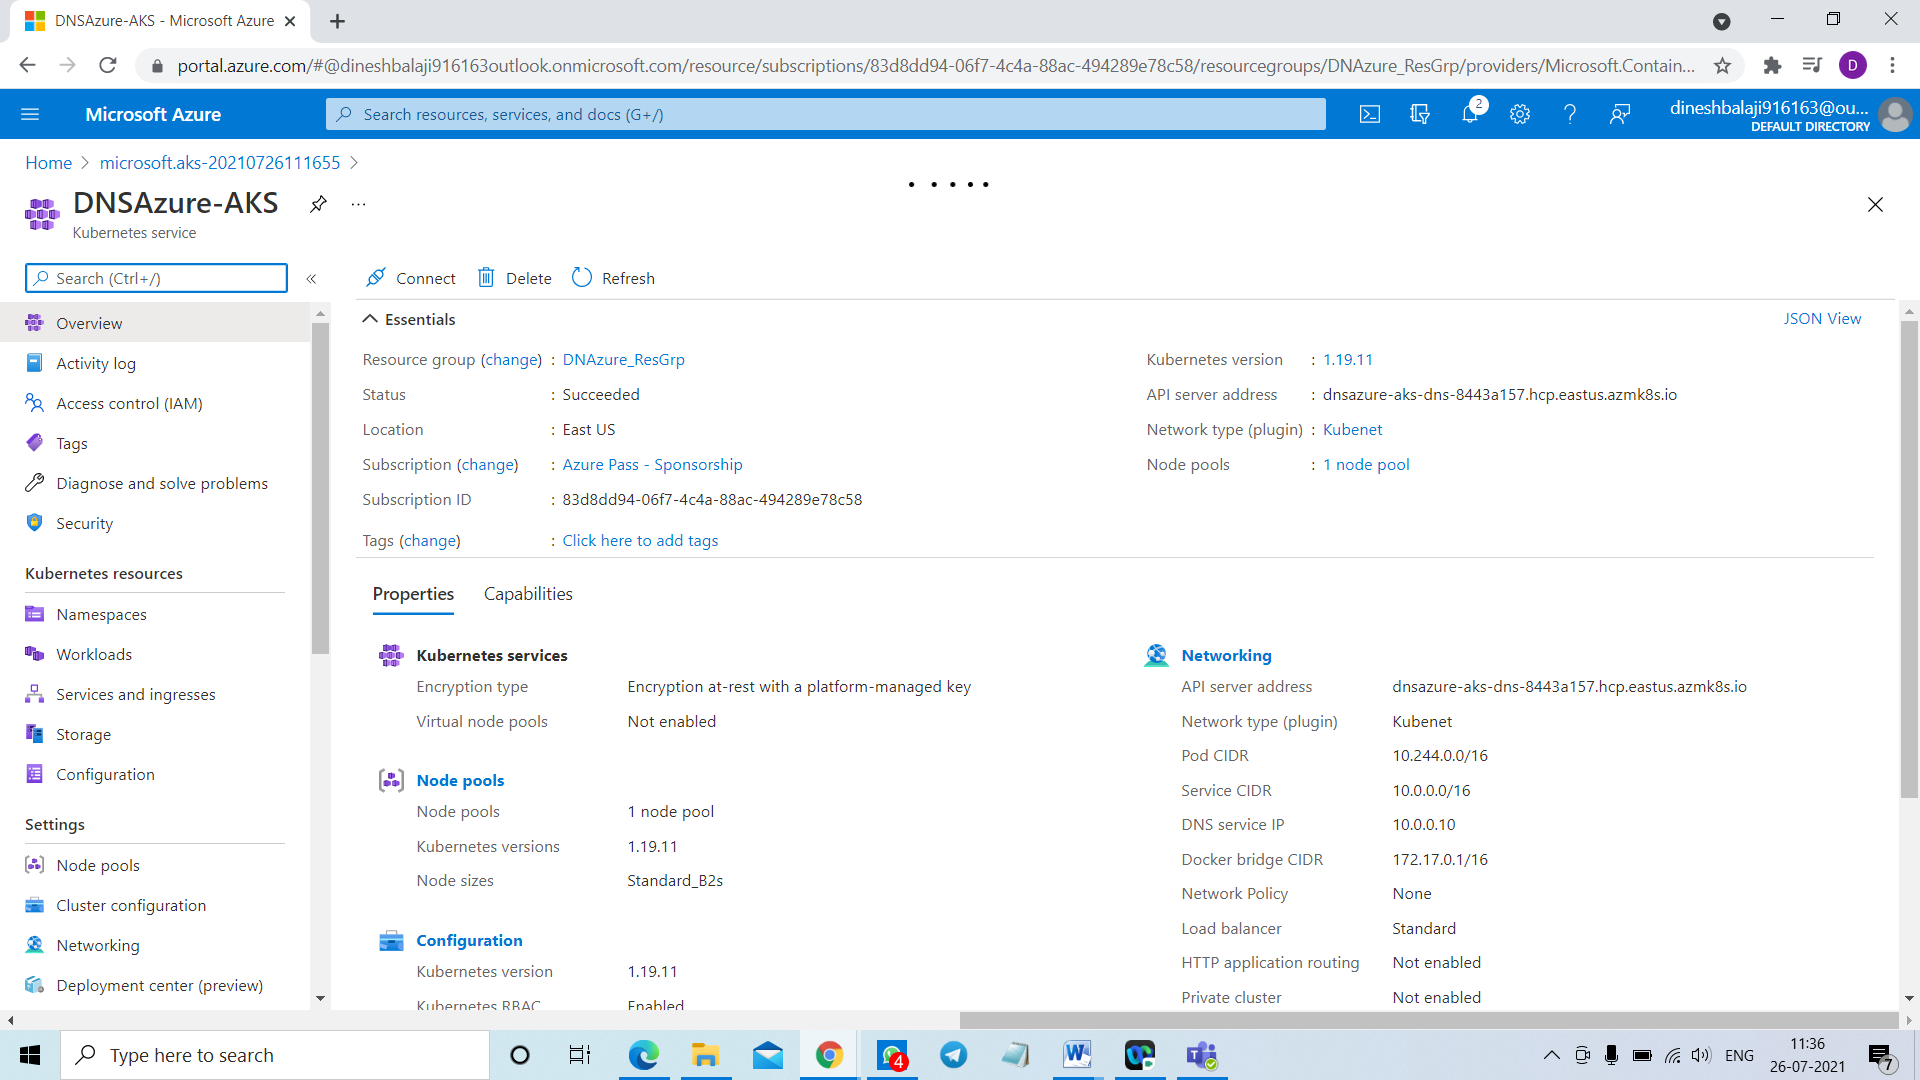 DNSAzure-AKS - Microsoft Azure
portal.azure.com/#@dineshbalaji916163outlook.onmicrosoft.com/resource/subscriptions/83d8dd94-06f7-4c4a-88ac-494289e78c58/resourcegroups/DNAzure_ResGrp/providers/Microsoft.Contain...
D
Microsoft Azure
Search resources, services, and docs (G+/)
2
dineshbalaji916163@ou...
DEFAULT DIRECTORY
Home > microsoft.aks-20210726111655 >
DNSAzure-AKS
...
Kubernetes service
Search (Ctrl+/)
«
Connect
Delete
Refresh
Overview
Activity log
Access control (IAM)
Tags
Diagnose and solve problems
Security
Kubernetes resources
Namespaces
Workloads
Services and ingresses
Storage
Configuration
Settings
Node pools
Cluster configuration
Networking
Deployment center (preview)
Essentials
JSON View
Resource group (change) : DNAzure_ResGrp
Status : Succeeded
Location : East US
Subscription (change) : Azure Pass - Sponsorship
Subscription ID : 83d8dd94-06f7-4c4a-88ac-494289e78c58
Tags (change) : Click here to add tags
Kubernetes version : 1.19.11
API server address : dnsazure-aks-dns-8443a157.hcp.eastus.azmk8s.io
Network type (plugin) : Kubenet
Node pools : 1 node pool
Properties
Capabilities
Kubernetes services
Encryption type Encryption at-rest with a platform-managed key
Virtual node pools Not enabled
Node pools
Node pools 1 node pool
Kubernetes versions 1.19.11
Node sizes Standard_B2s
Configuration
Kubernetes version 1.19.11
Kubernetes RBAC Enabled
Networking
API server address dnsazure-aks-dns-8443a157.hcp.eastus.azmk8s.io
Network type (plugin) Kubenet
Pod CIDR 10.244.0.0/16
Service CIDR 10.0.0.0/16
DNS service IP 10.0.0.10
Docker bridge CIDR 172.17.0.1/16
Network Policy None
Load balancer Standard
HTTP application routing Not enabled
Private cluster Not enabled
Type here to search
4
ENG
11:36
26-07-2021
7